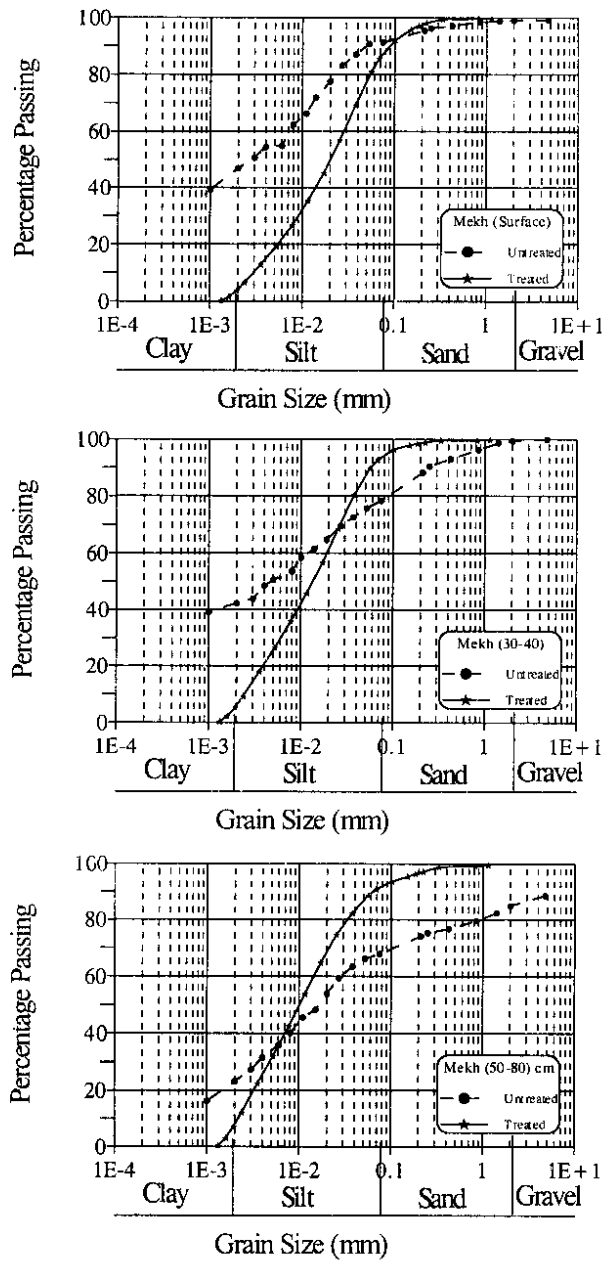 Percentage Passing
100
80
60
40
20
0
Mekh (Surface)
Untreated
Treated
1E-4 1E-3 1E-2 0.1 1 1E+1
Clay Silt Sand Gravel
Grain Size (mm)
Percentage Passing
100
80
60
40
20
0
Mekh (30-40)
Untreated
Treated
1E-4 1E-3 1E-2 0.1 1 1E+1
Clay Silt Sand Gravel
Grain Size (mm)
Percentage Passing
100
80
60
40
20
0
Mekh (50-80) cm
Untreated
Treated
1E-4 1E-3 1E-2 0.1 1 1E+1
Clay Silt Sand Gravel
Grain Size (mm)